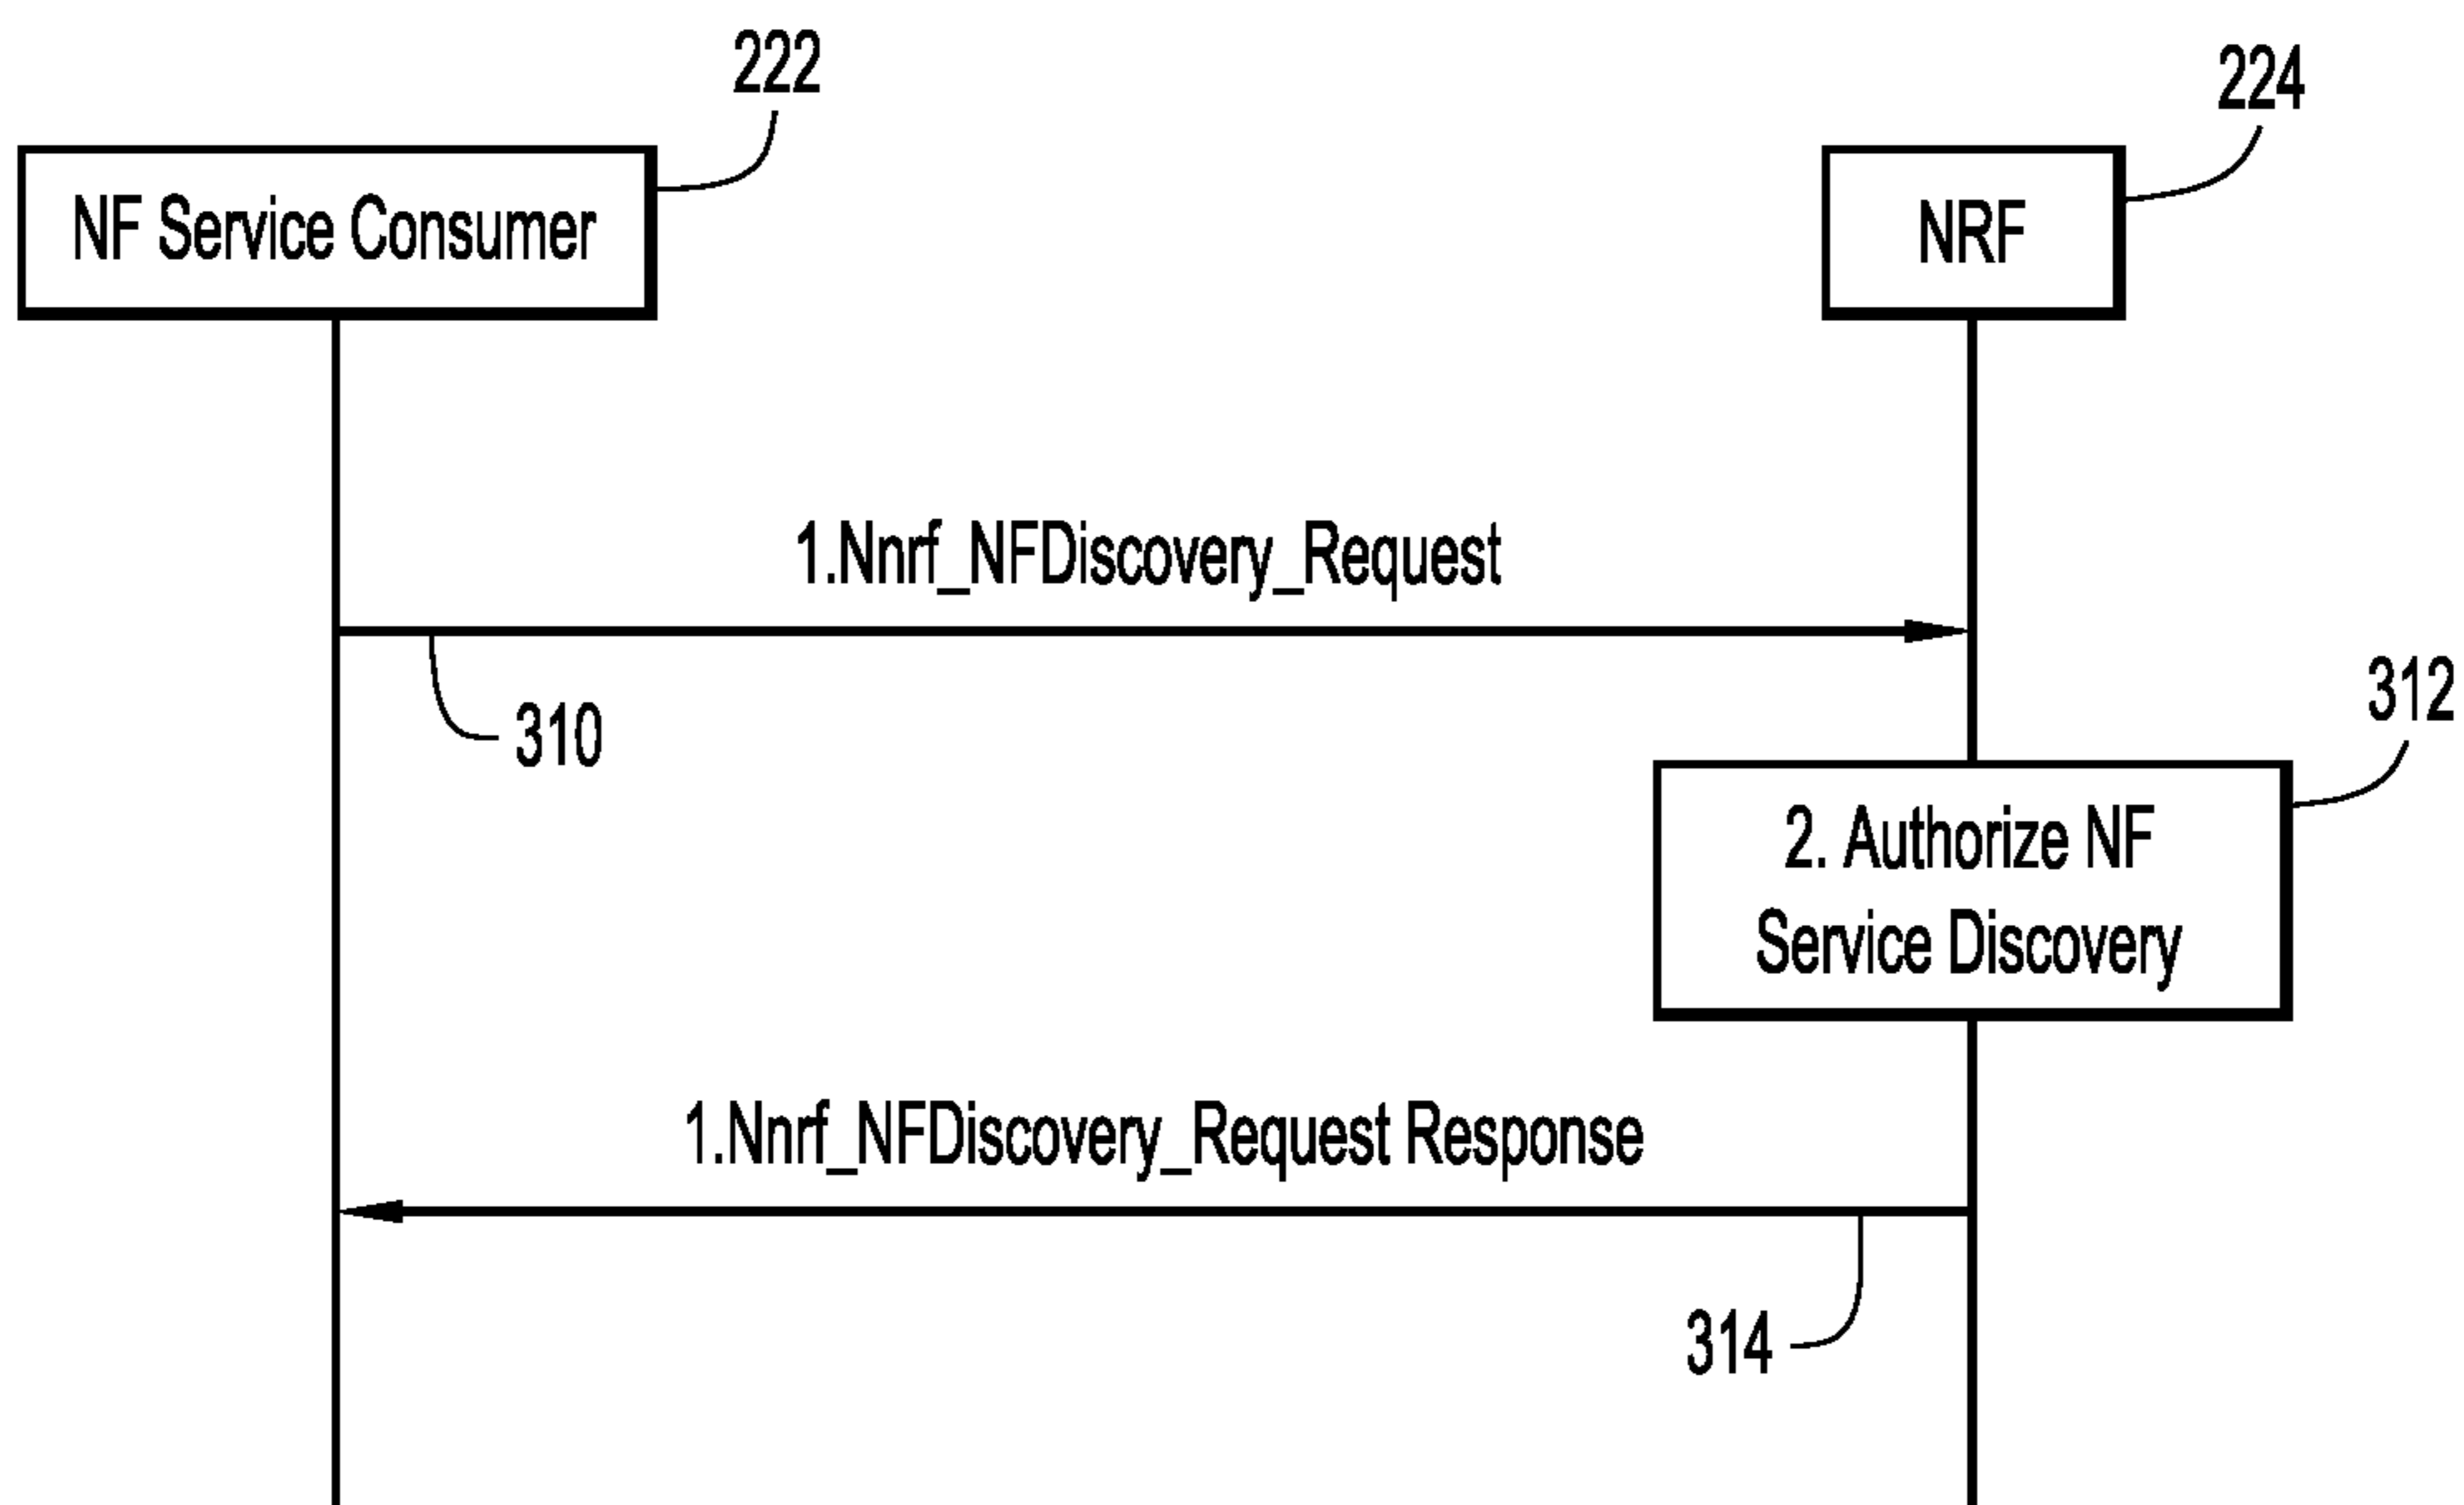 222
224
NF Service Consumer
NRF
1.Nnrf_NFDiscovery_Request
310
312
2. Authorize NF
Service Discovery
1.Nnrf_NFDiscovery_Request Response
314